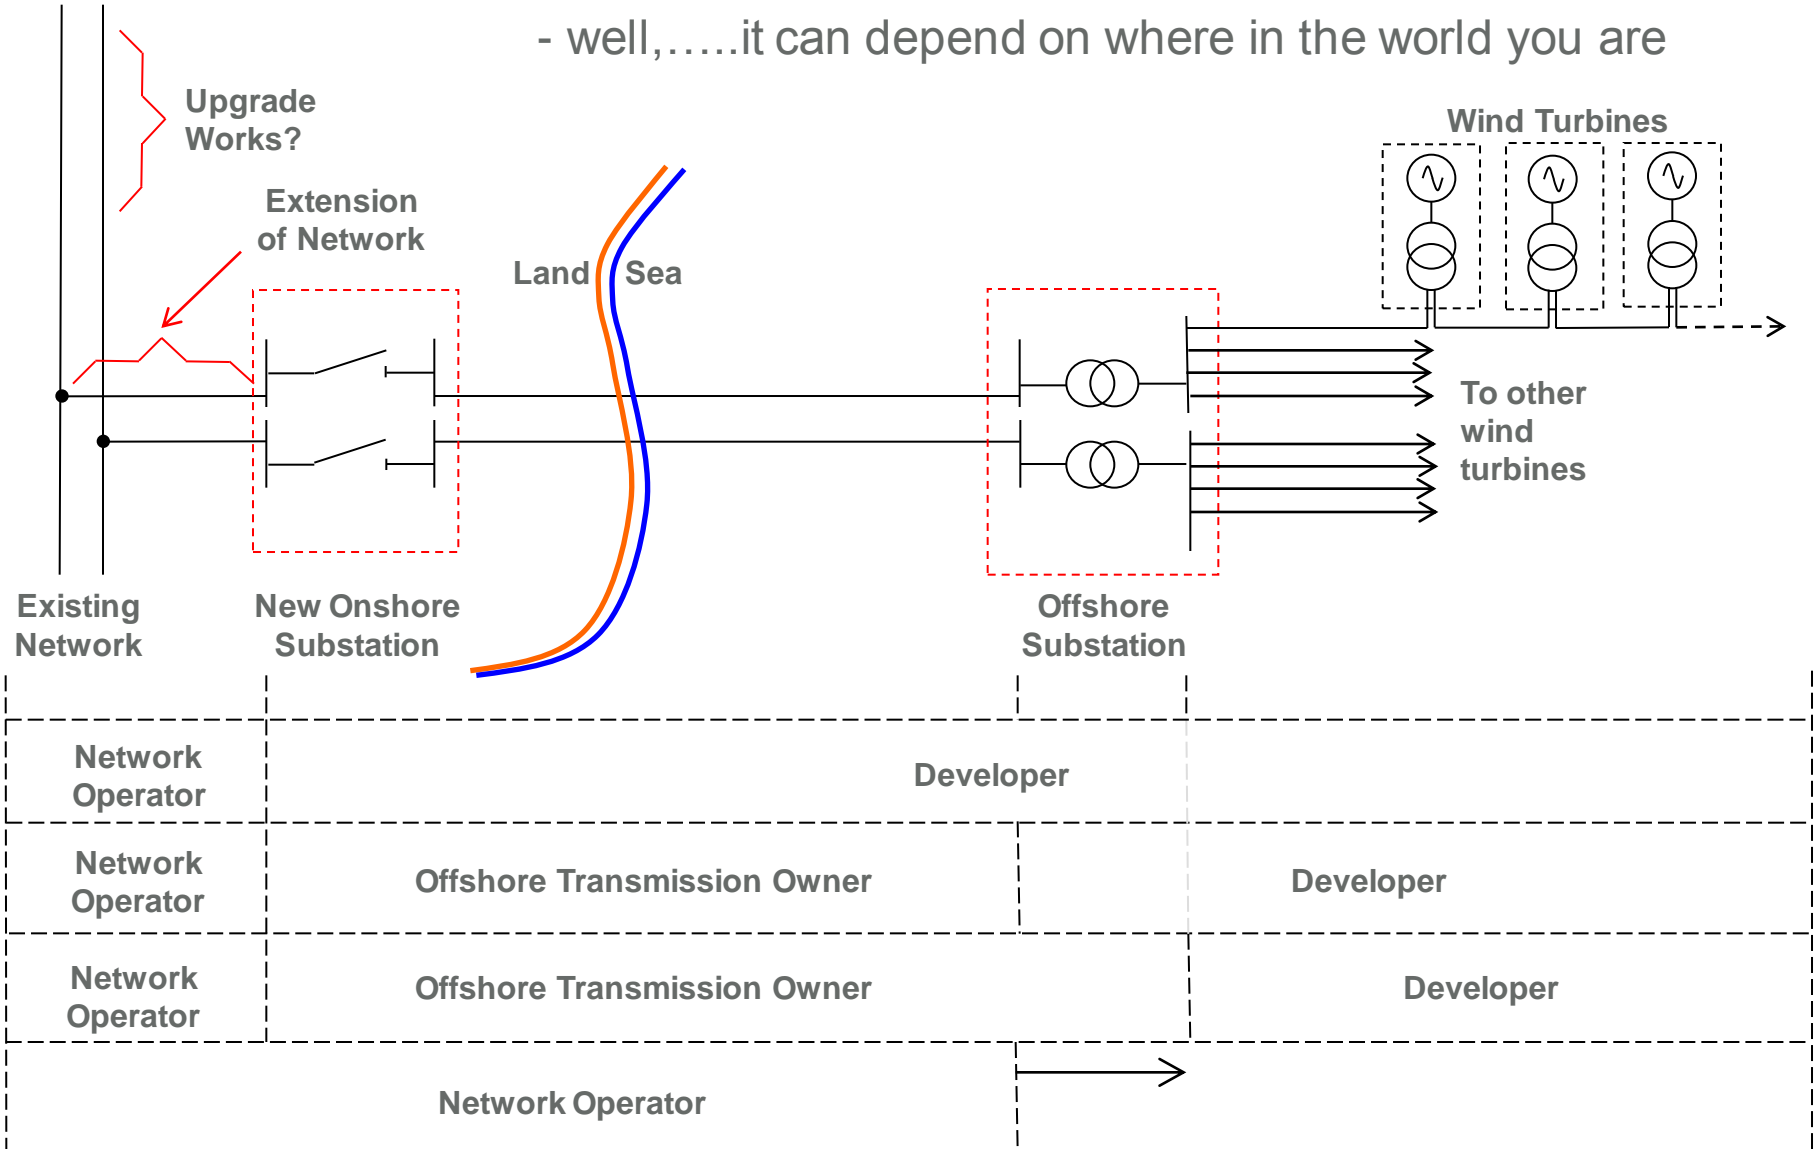 - well,…..it can depend on where in the world you are
Upgrade
Works?
Wind Turbines
Extension
of Network
Land
Sea
To other
wind
turbines
Existing
Network
New Onshore
Substation
Offshore
Substation
Network
Operator
Developer
Network
Operator
Offshore Transmission Owner
Developer
Network
Operator
Offshore Transmission Owner
Developer
Network Operator